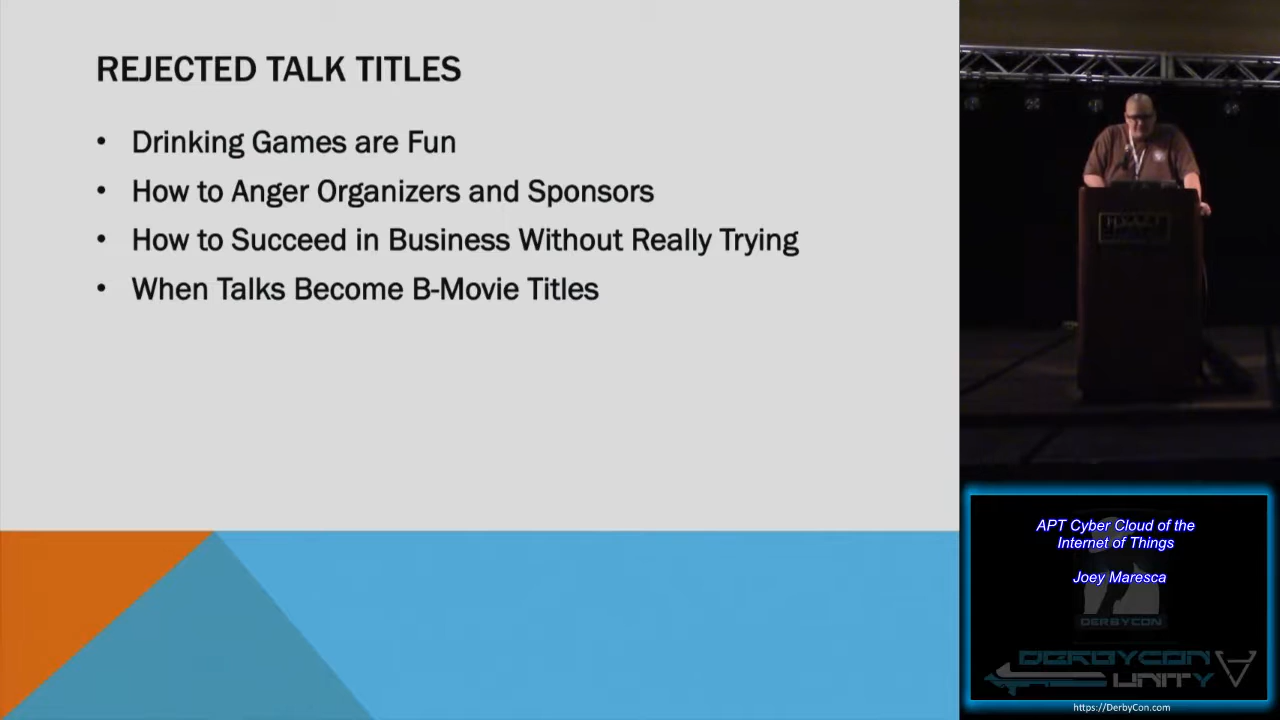 REJECTED TALK TITLES
• Drinking Games are Fun
• How to Anger Organizers and Sponsors
• How to Succeed in Business Without Really Trying
• When Talks Become B-Movie Titles
HYATT
APT Cyber Cloud of the
Internet of Things
Joey Maresca
DERBYCON
DERBYCON
UNITY
https://DerbyCon.com